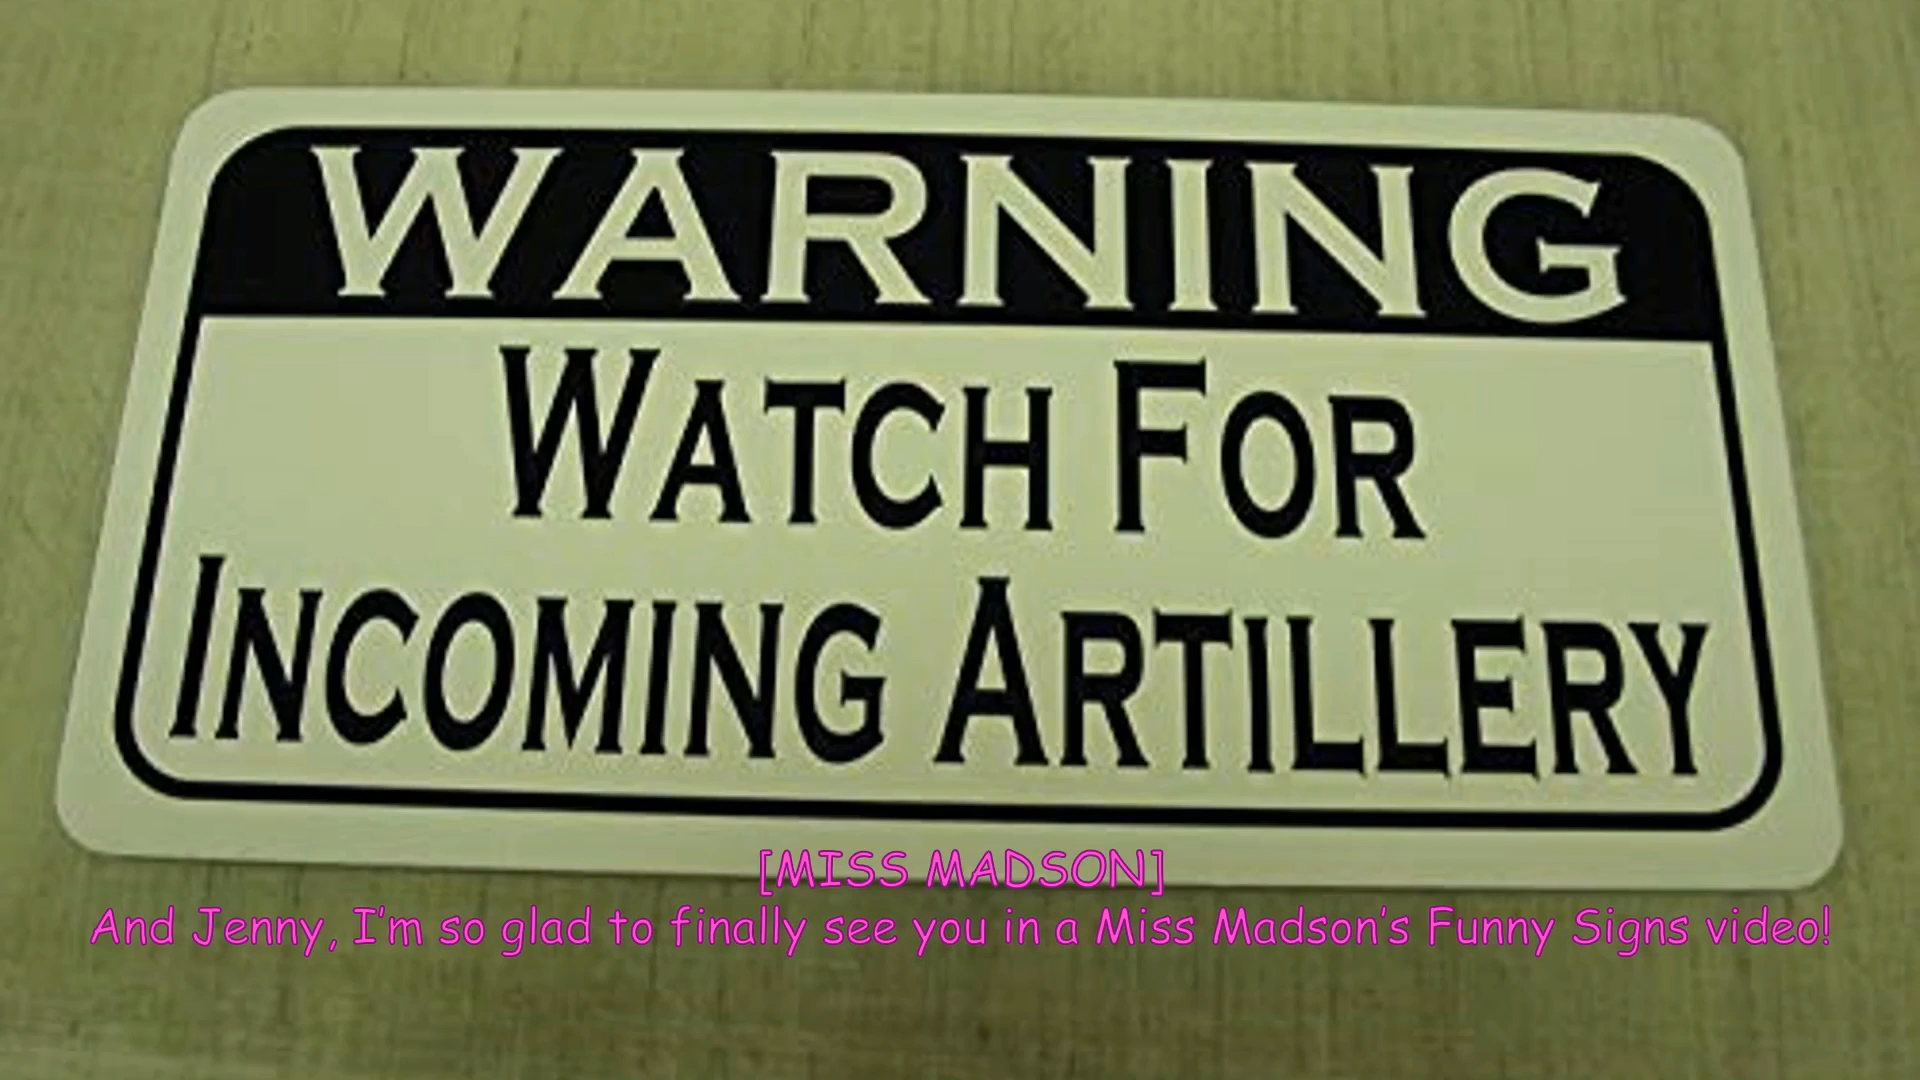 WARNING
WATCH FOR
INCOMING ARTILLERY
[MISS MADSON]
And Jenny, I'm so glad to finally see you in a Miss Madson's Funny Signs video!